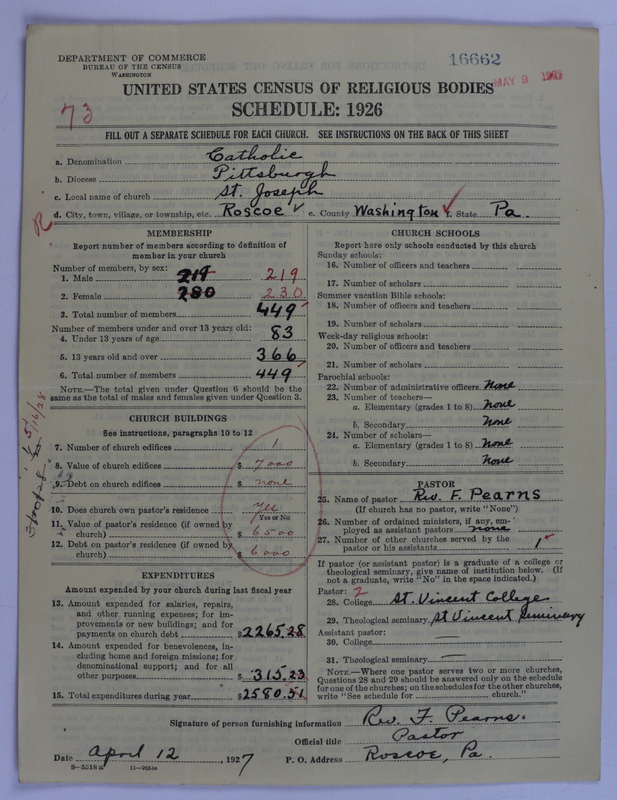 DEPARTMENT OF COMMERCE
BUREAU OF THE CENSUS
WASHINGTON
16662
MAY 9
UNITED STATES CENSUS OF RELIGIOUS BODIES
SCHEDULE: 1926
73
FILL OUT A SEPARATE SCHEDULE FOR EACH CHURCH. SEE INSTRUCTIONS ON THE BACK OF THIS SHEET
a. Denomination Catholic
b. Diocese Pittsburgh
c. Local name of church St. Joseph
d. City, town, village, or township, etc. Roscoe e. County Washington f. State Pa.
R
MEMBERSHIP
Report number of members according to definition of
member in your church
Number of members, by sex:
1. Male 219 219
2. Female 280 230
3. Total number of members 449
Number of members under and over 13 years old:
4. Under 13 years of age 83
5. 13 years old and over 366
6. Total number of members 449
NOTE.—The total given under Question 6 should be the
same as the total of males and females given under Question 3.
CHURCH BUILDINGS
See instructions, paragraphs 10 to 12
7. Number of church edifices 1
8. Value of church edifices $ 7000
9. Debt on church edifices $ none
10. Does church own pastor's residence yes
Yes or No
11. Value of pastor's residence (if owned by
church) $ 6500
12. Debt on pastor's residence (if owned by
church) $ 6000
EXPENDITURES
Amount expended by your church during last fiscal year
13. Amount expended for salaries, repairs,
and other running expenses; for im-
provements or new buildings; and for
payments on church debt $2265.28
14. Amount expended for benevolences, in-
cluding home and foreign missions; for
denominational support; and for all
other purposes $315.23
15. Total expenditures during year $2580.51
CHURCH SCHOOLS
Report here only schools conducted by this church
Sunday schools:
16. Number of officers and teachers
17. Number of scholars
Summer vacation Bible schools:
18. Number of officers and teachers
19. Number of scholars
Week-day religious schools:
20. Number of officers and teachers
21. Number of scholars
Parochial schools:
22. Number of administrative officers None
23. Number of teachers—
a. Elementary (grades 1 to 8) None
b. Secondary None
24. Number of scholars—
a. Elementary (grades 1 to 8) None
b. Secondary None
PASTOR
25. Name of pastor Rev. F. Pearns
(If church has no pastor, write "None")
26. Number of ordained ministers, if any, em-
ployed as assistant pastors none
27. Number of other churches served by the
pastor or his assistants 1
If pastor (or assistant pastor) is a graduate of a college or
theological seminary, give name of institution below. (If
not a graduate, write "No" in the space indicated.)
Pastor: 2
28. College St. Vincent College
29. Theological seminary St Vincent Seminary
Assistant pastor:
30. College
31. Theological seminary
NOTE.—Where one pastor serves two or more churches,
Questions 28 and 29 should be answered only on the schedule
for one of the churches; on the schedules for the other churches,
write "See schedule for church."
Signature of person furnishing information Rev. F. Pearns.
Official title Pastor
Date April 12, 1927 P. O. Address Roscoe, Pa.
8-5518a 11-9554a